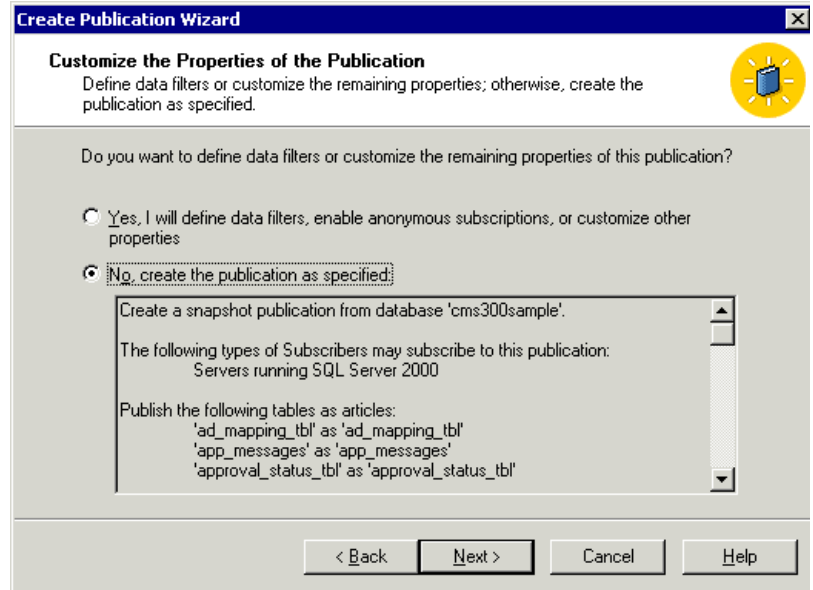 Create Publication Wizard
Customize the Properties of the Publication
Define data filters or customize the remaining properties; otherwise, create the
publication as specified.
Do you want to define data filters or customize the remaining properties of this publication?
Yes, I will define data filters, enable anonymous subscriptions, or customize other
properties
No, create the publication as specified:
Create a snapshot publication from database 'cms300sample'.
The following types of Subscribers may subscribe to this publication:
Servers running SQL Server 2000
Publish the following tables as articles:
'ad_mapping_tbl' as 'ad_mapping_tbl'
'app_messages' as 'app_messages'
'approval_status_tbl' as 'approval_status_tbl'
< Back Next > Cancel Help